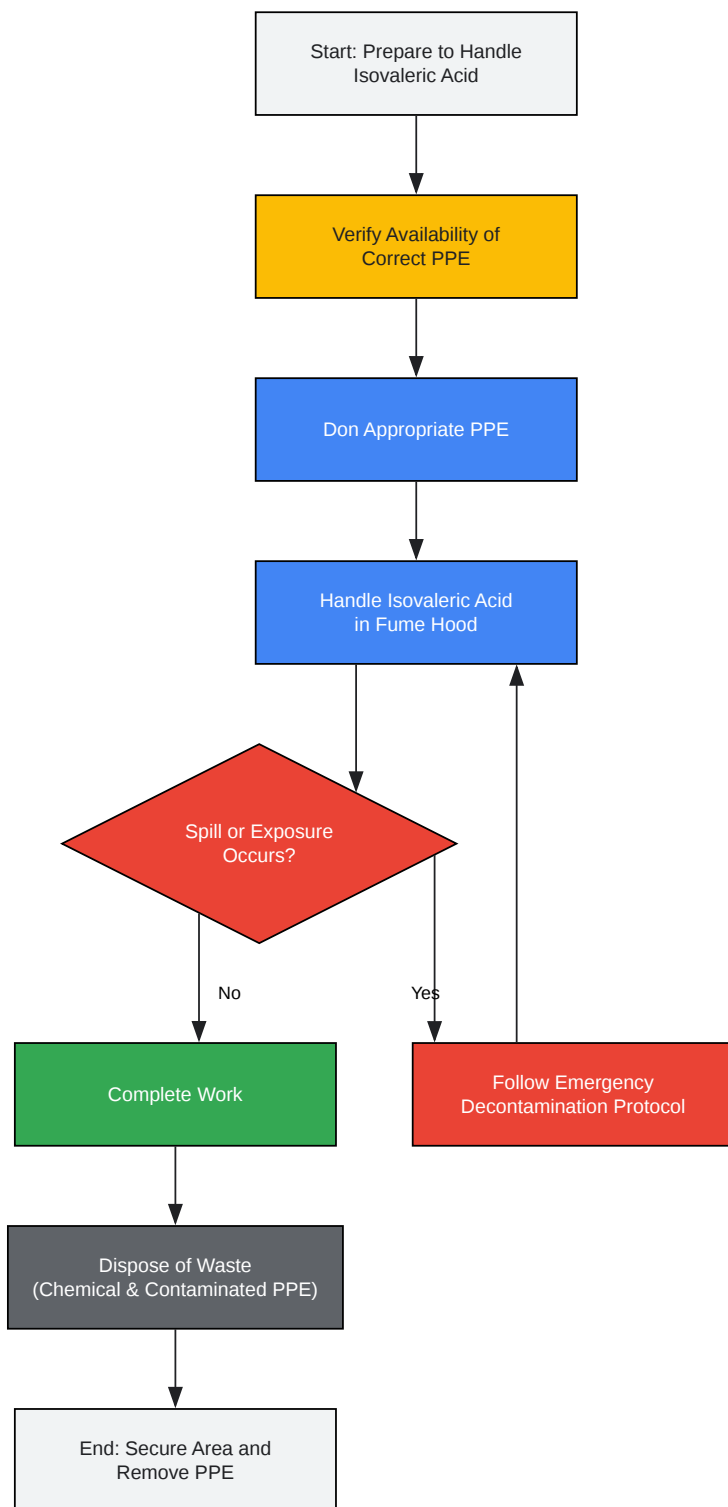 Start: Prepare to Handle
Isovaleric Acid
Verify Availability of
Correct PPE
Don Appropriate PPE
Handle Isovaleric Acid
in Fume Hood
Spill or Exposure
Occurs?
No
Yes
Complete Work
Follow Emergency
Decontamination Protocol
Dispose of Waste
(Chemical & Contaminated PPE)
End: Secure Area and
Remove PPE